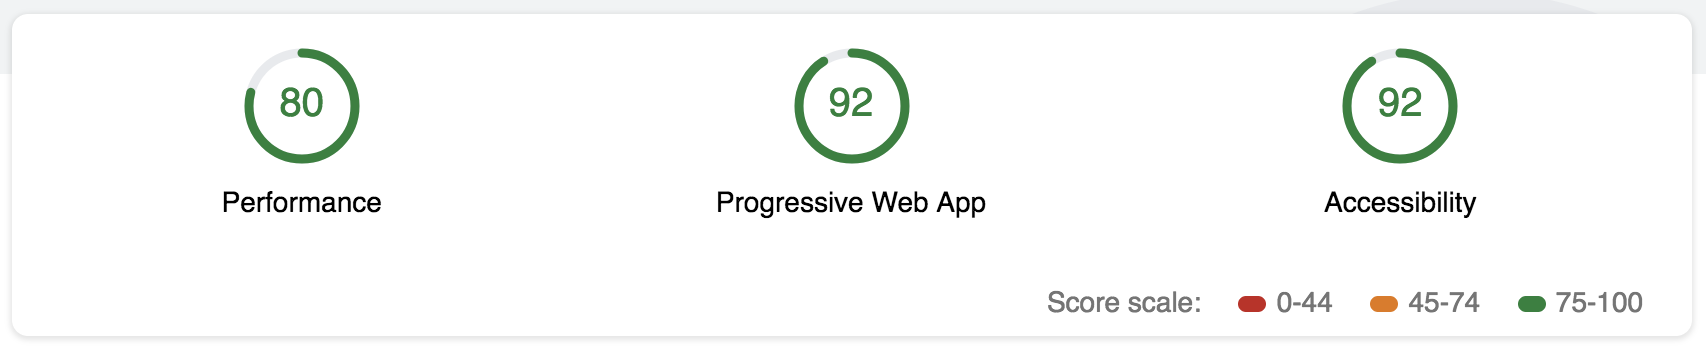 80
92
92
Performance
Progressive Web App
Accessibility
Score scale: 0-44 45-74 75-100